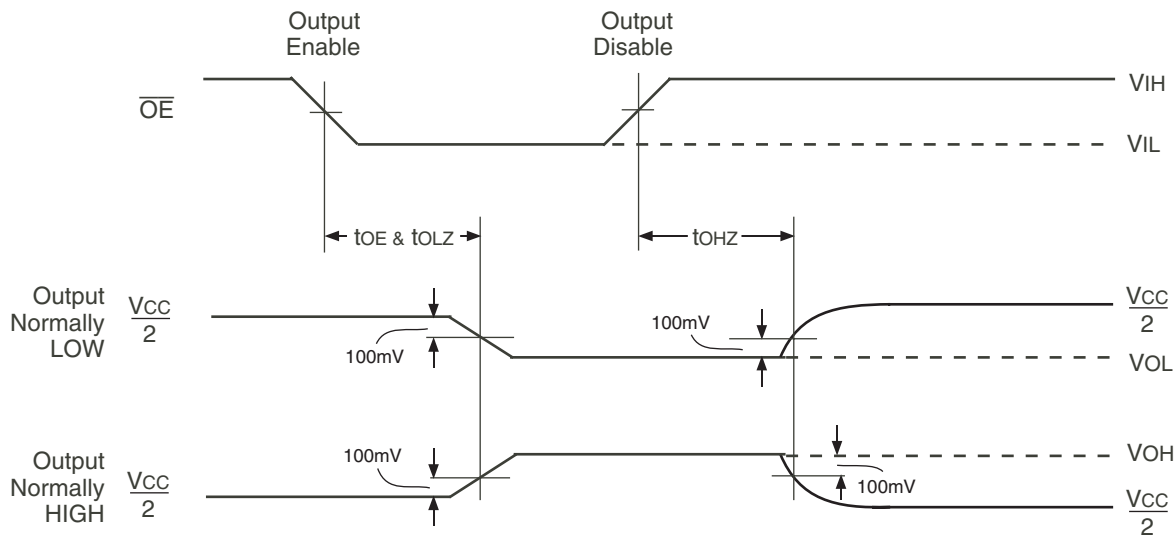 Output
Enable
Output
Disable
OE
VIH
VIL
tOE & tOLZ
tOHZ
Output
Normally
LOW
VCC
2
100mV
100mV
VCC
2
VOL
Output
Normally
HIGH
VCC
2
100mV
VOH
100mV
VCC
2